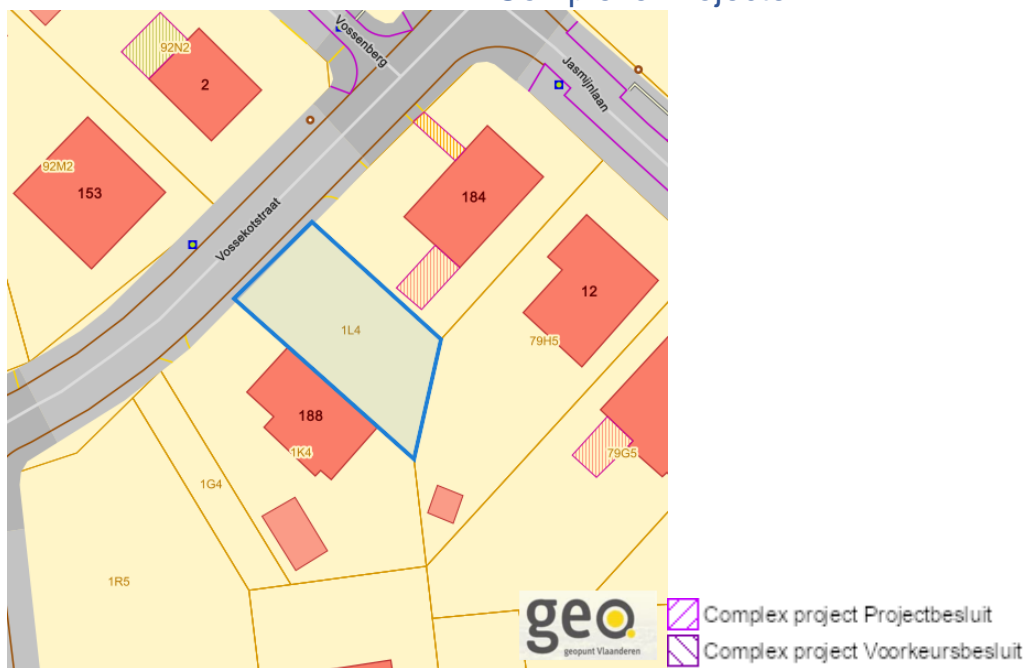 Vossenberg
92N2
2
Jasmijnlaan
92M2
153
184
Vossekotstraat
12
1L4
79H5
188
1K4
79G5
1G4
1R5
geo.
geopunt Vlaanderen
Complex project Projectbesluit
Complex project Voorkeursbesluit